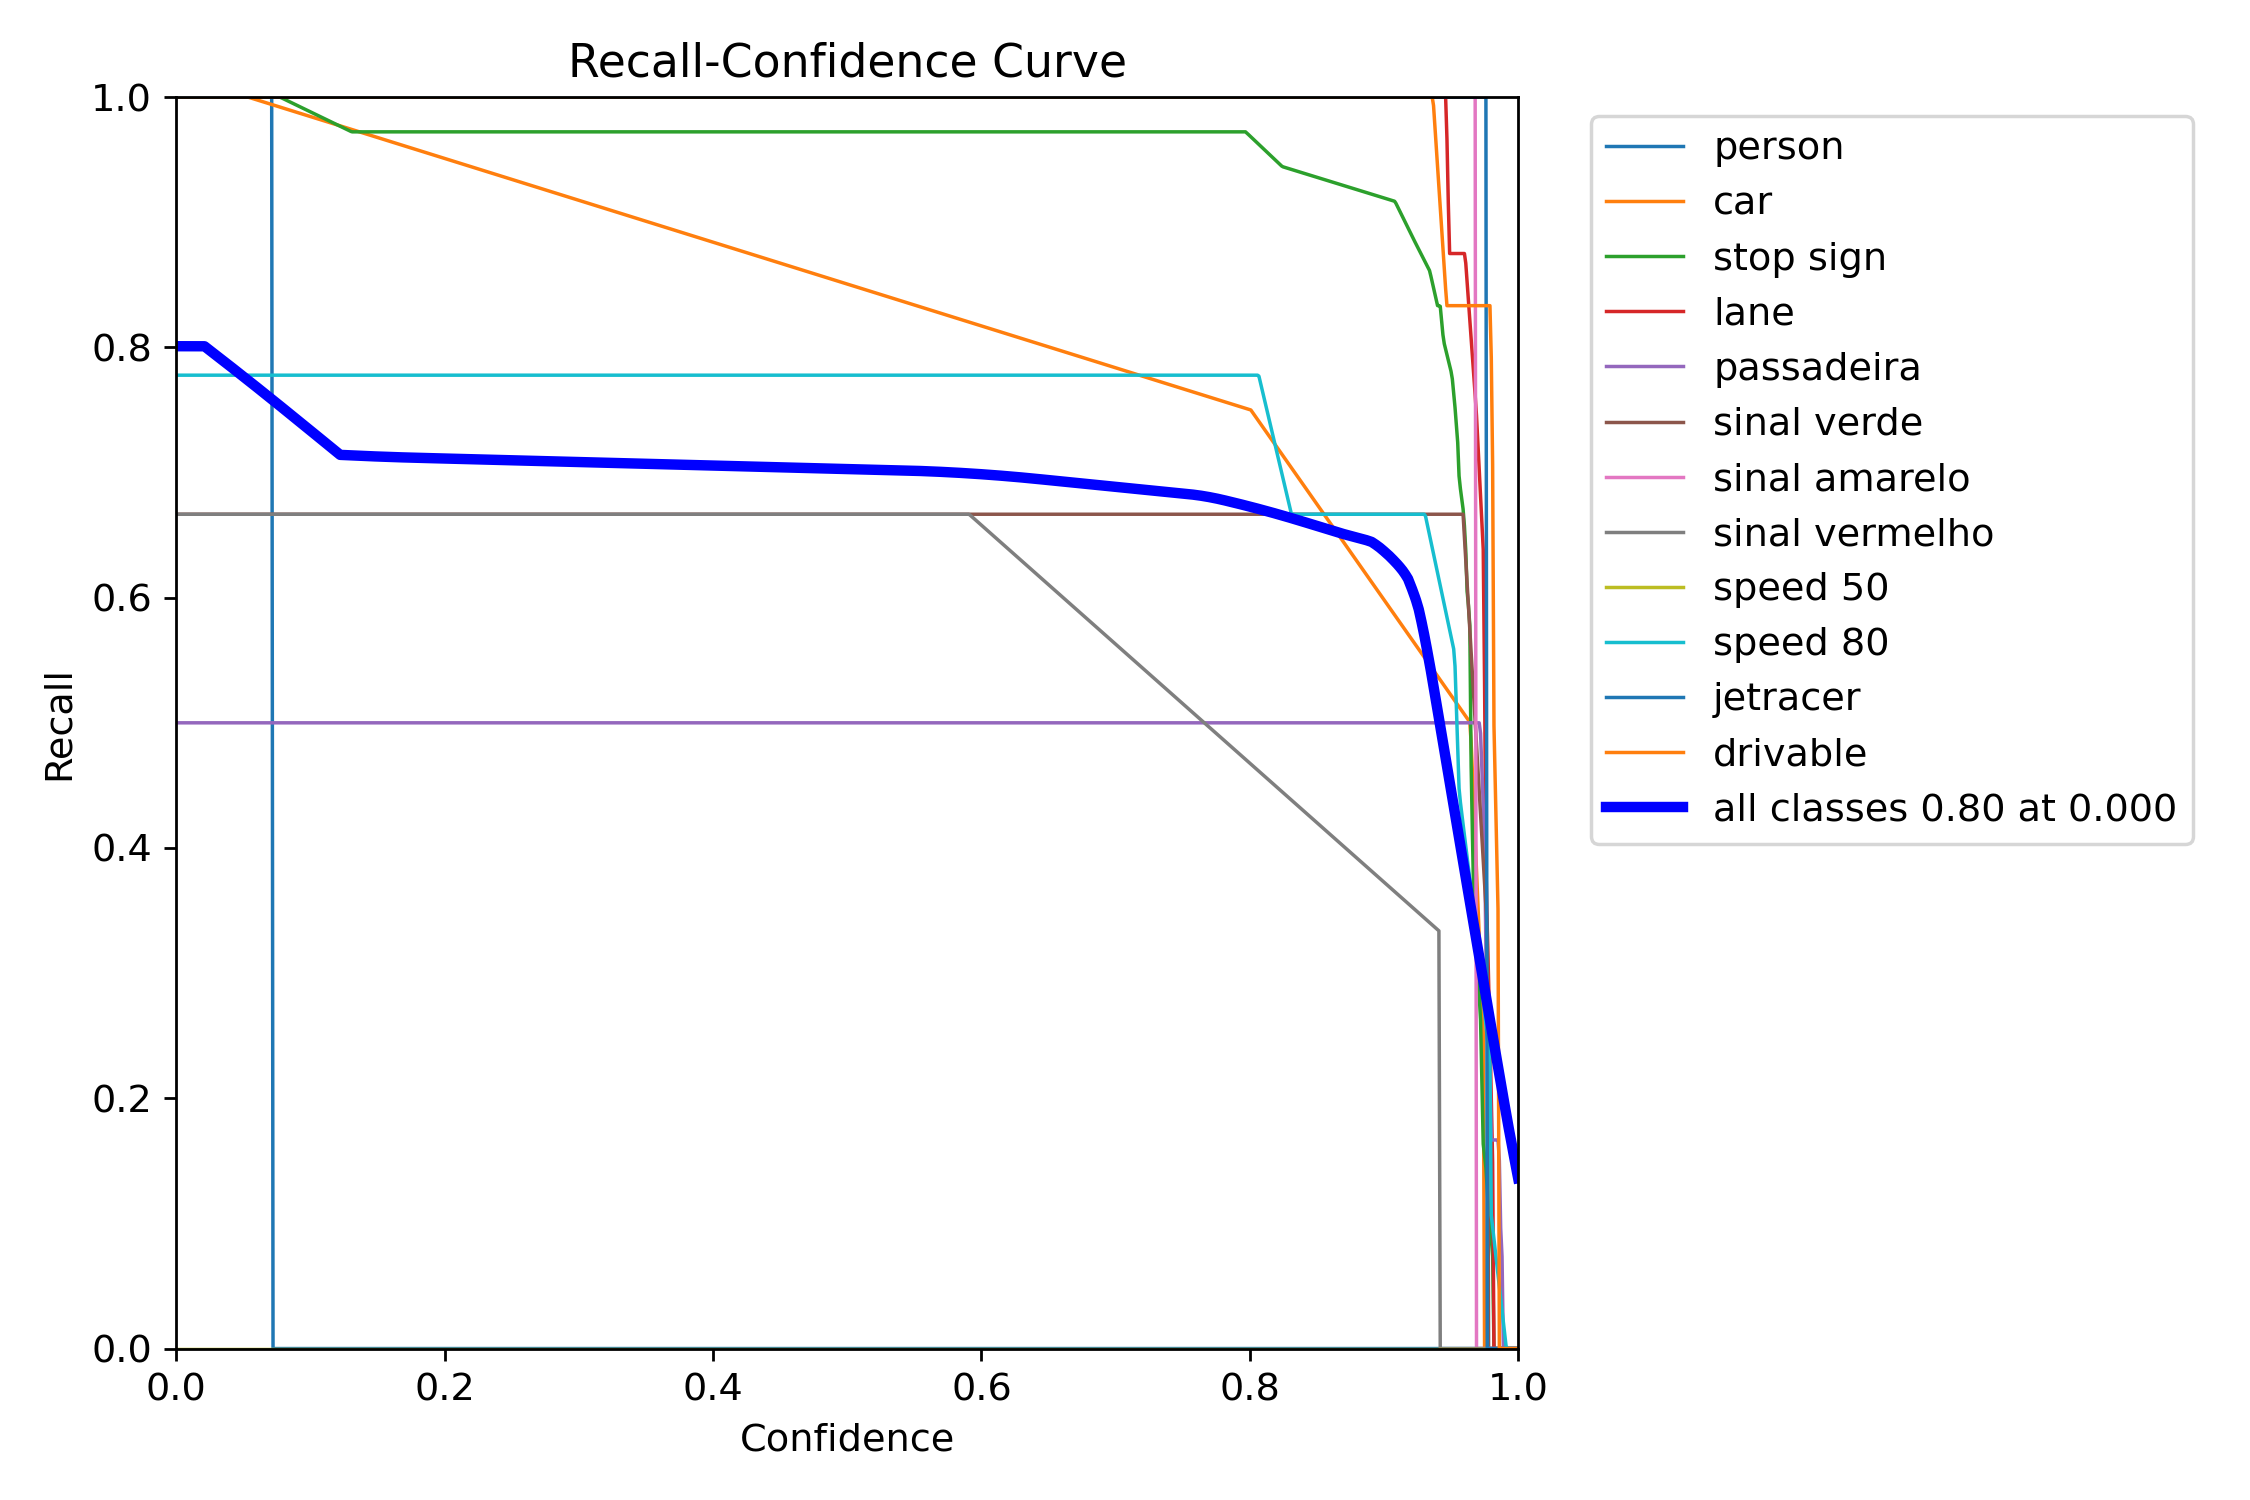 Recall-Confidence Curve
1.0
0.8
0.6
0.4
0.2
0.0
Recall
0.0 0.2 0.4 0.6 0.8 1.0
Confidence
person
car
stop sign
lane
passadeira
sinal verde
sinal amarelo
sinal vermelho
speed 50
speed 80
jetracer
drivable
all classes 0.80 at 0.000